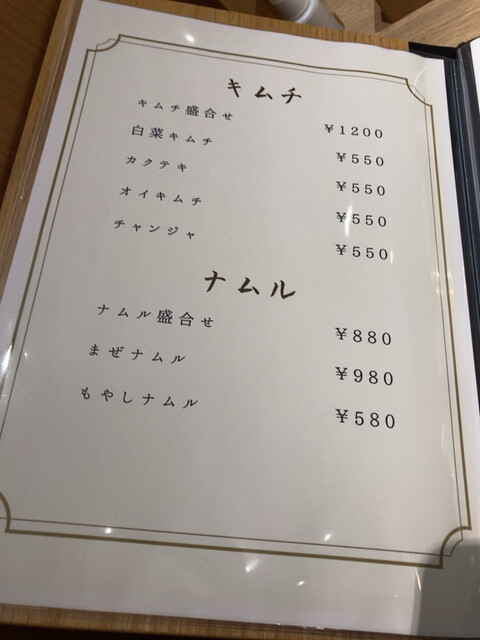 キムチ
キムチ盛合せ ￥1200
白菜キムチ ￥550
カクテキ ￥550
オイキムチ ￥550
チャンジャ ￥550
ナムル
ナムル盛合せ ￥880
まぜナムル ￥980
もやしナムル ￥580